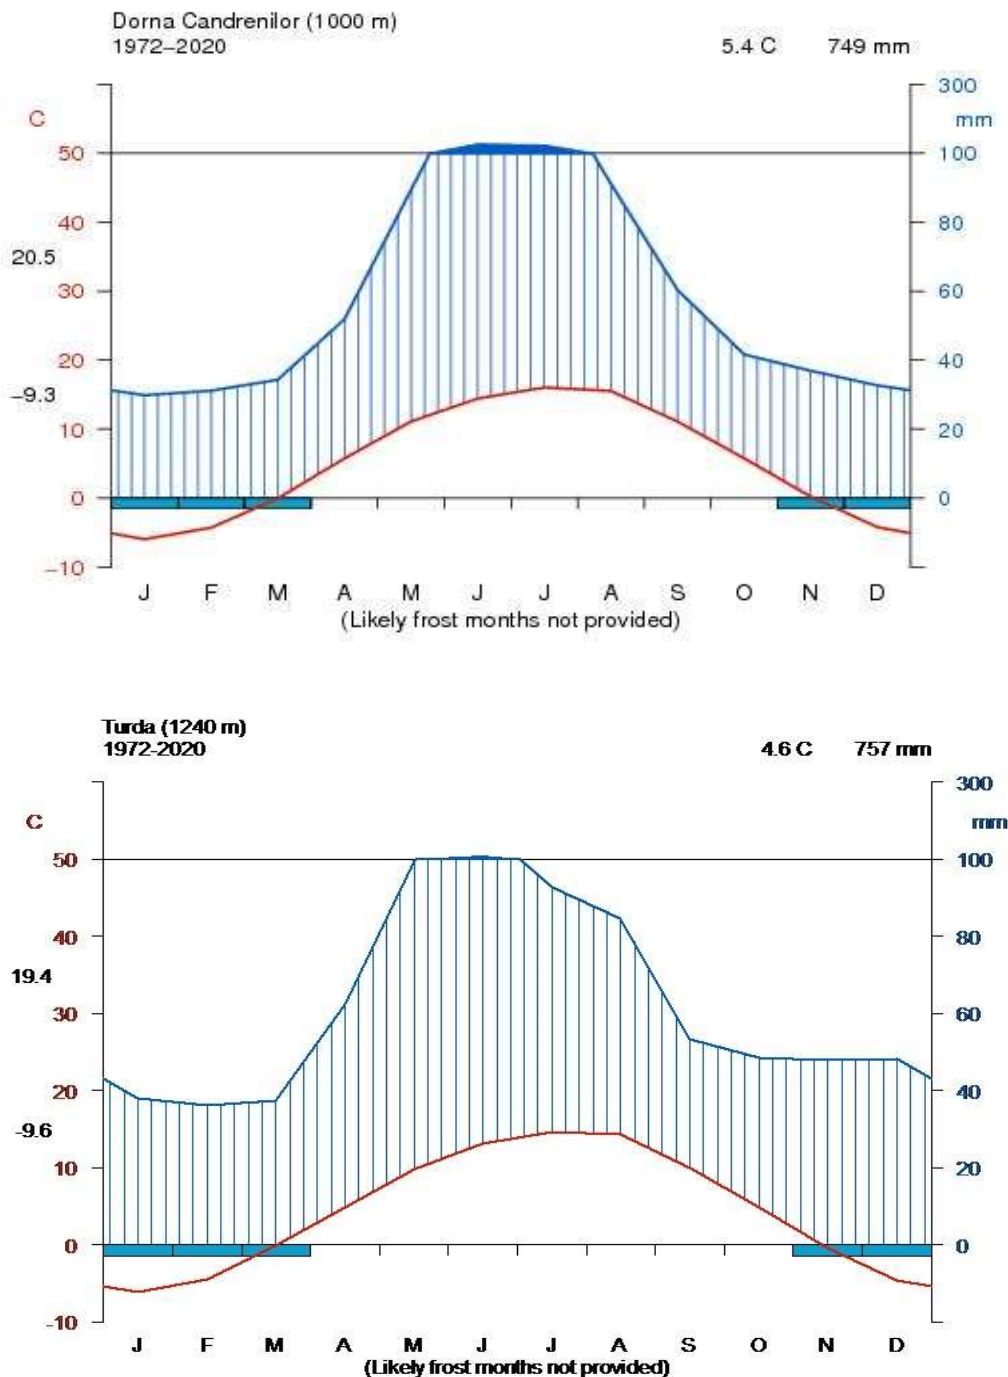 Dorna Candrenilor (1000 m)
1972–2020 5.4 C 749 mm
300
C mm
50 100
40 80
20.5
30 60
20 40
−9.3
10 20
0 0
−10
J F M A M J J A S O N D
(Likely frost months not provided)
Turda (1240 m)
1972-2020 4.6 C 757 mm
300
C mm
50 100
40 80
19.4
30 60
20 40
-9.6
10 20
0 0
-10
J F M A M J J A S O N D
(Likely frost months not provided)